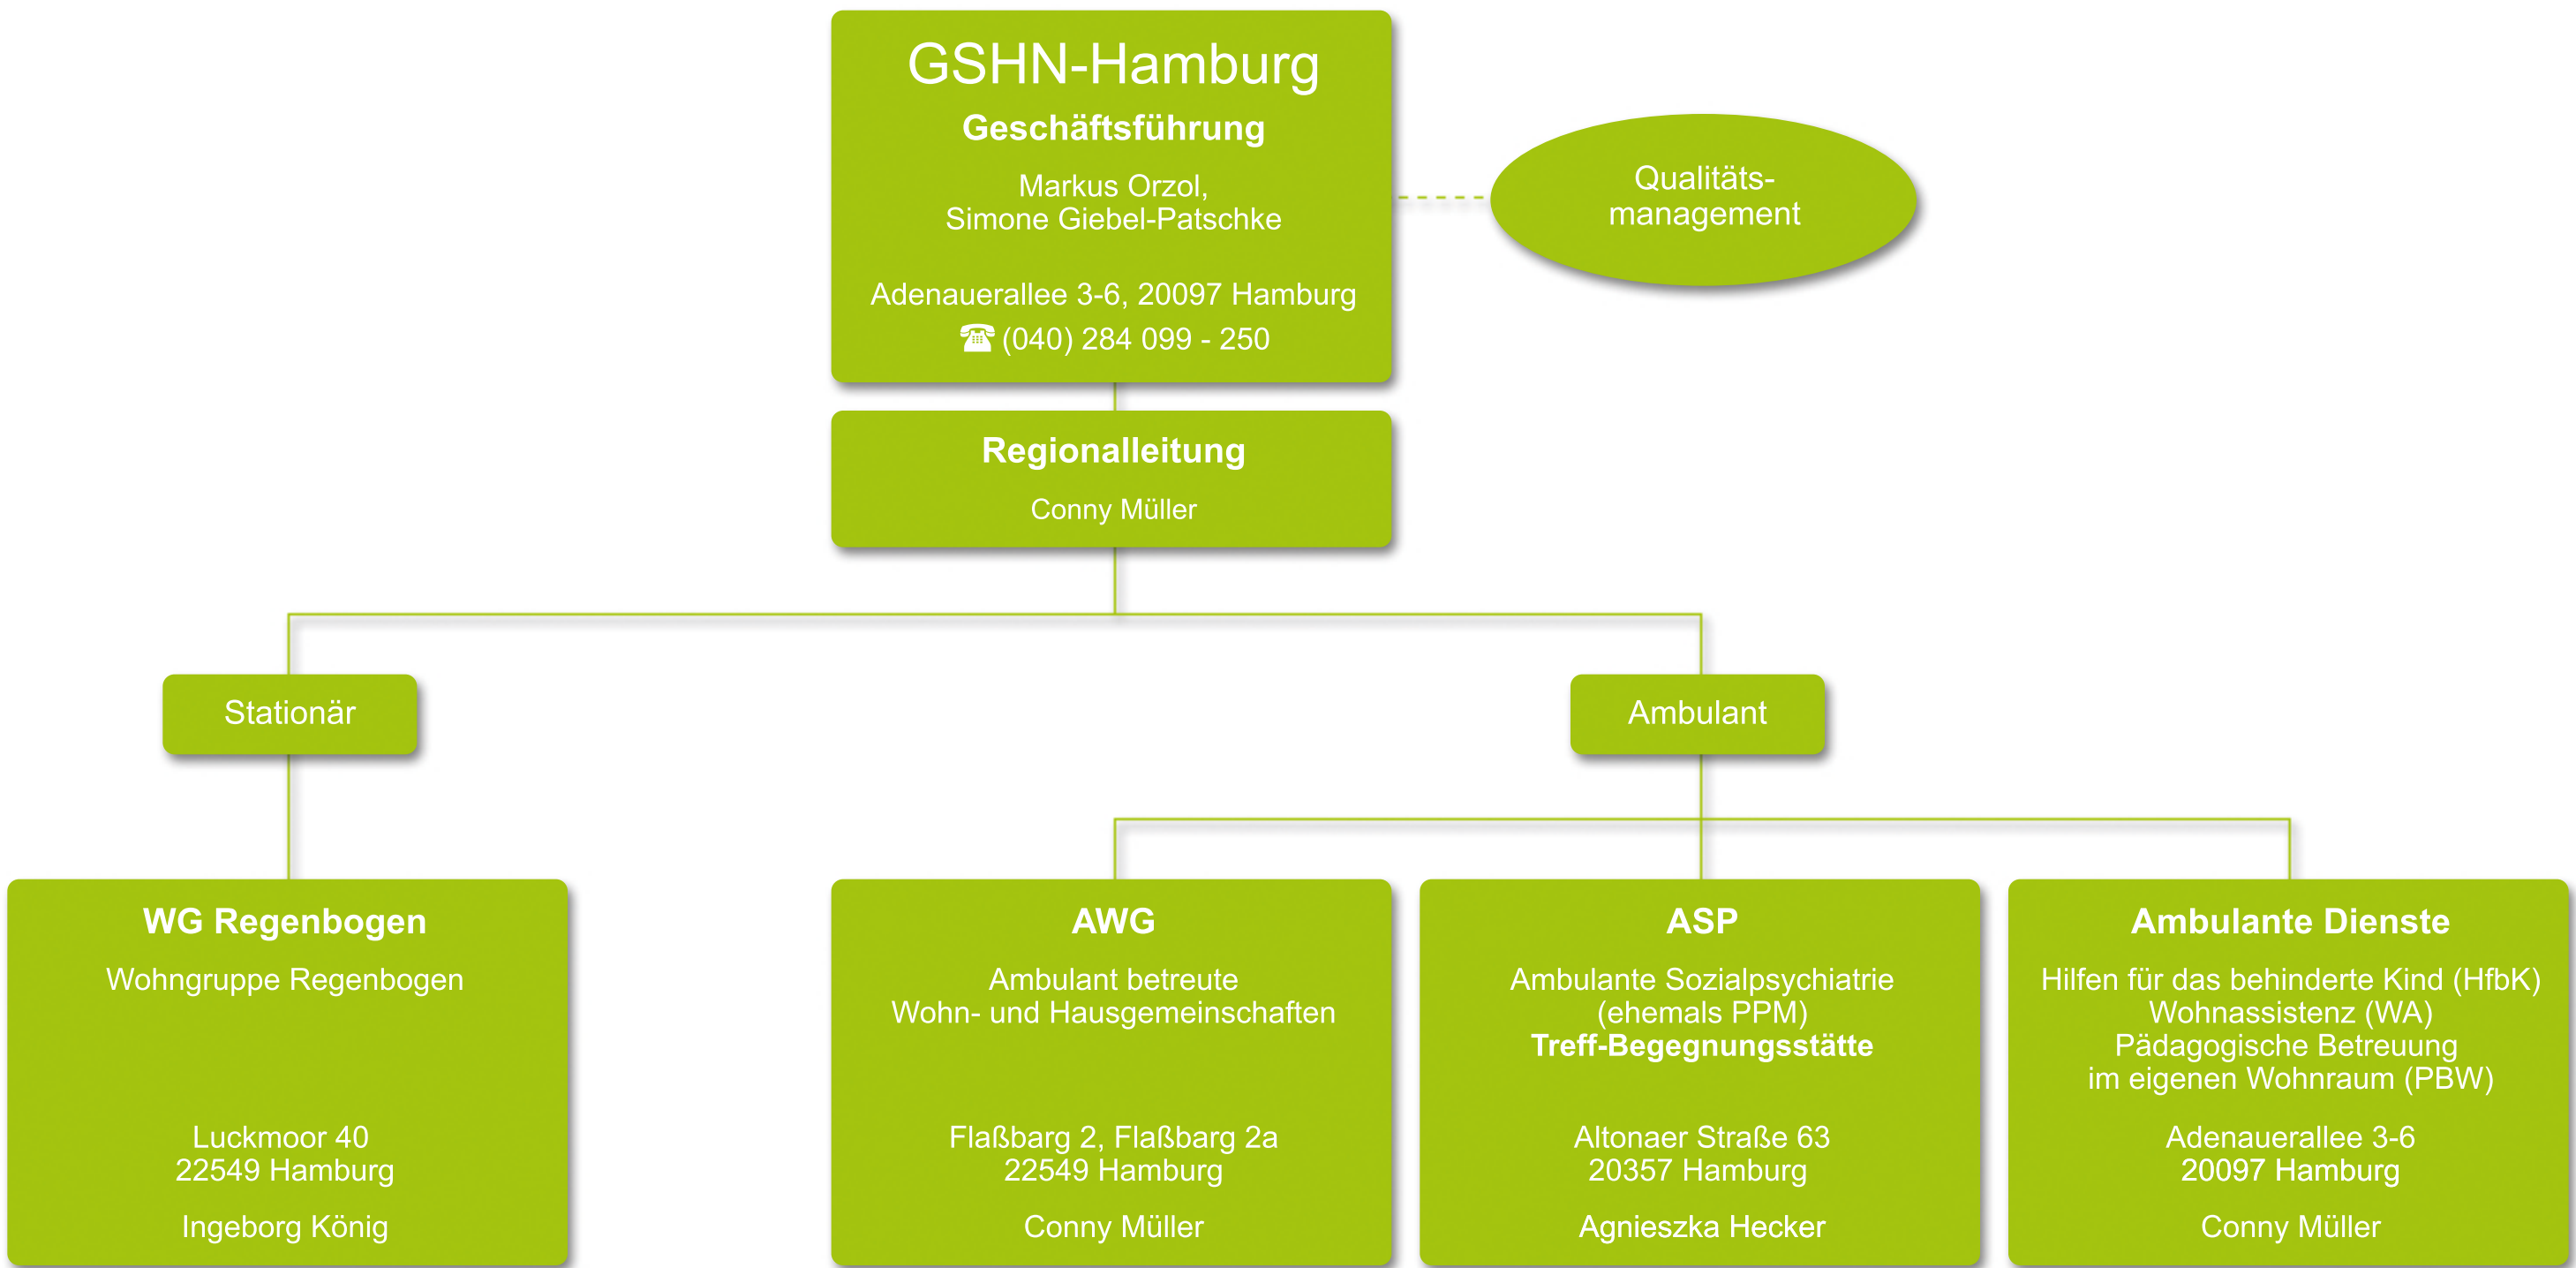 GSHN-Hamburg
Geschäftsführung
Markus Orzol,
Simone Giebel-Patschke
Adenauerallee 3-6, 20097 Hamburg
☎ (040) 284 099 - 250
Qualitäts-
management
Regionalleitung
Conny Müller
Stationär
Ambulant
WG Regenbogen
Wohngruppe Regenbogen
Luckmoor 40
22549 Hamburg
Ingeborg König
AWG
Ambulant betreute
Wohn- und Hausgemeinschaften
Flaßbarg 2, Flaßbarg 2a
22549 Hamburg
Conny Müller
ASP
Ambulante Sozialpsychiatrie
(ehemals PPM)
Treff-Begegnungsstätte
Altonaer Straße 63
20357 Hamburg
Agnieszka Hecker
Ambulante Dienste
Hilfen für das behinderte Kind (HfbK)
Wohnassistenz (WA)
Pädagogische Betreuung
im eigenen Wohnraum (PBW)
Adenauerallee 3-6
20097 Hamburg
Conny Müller